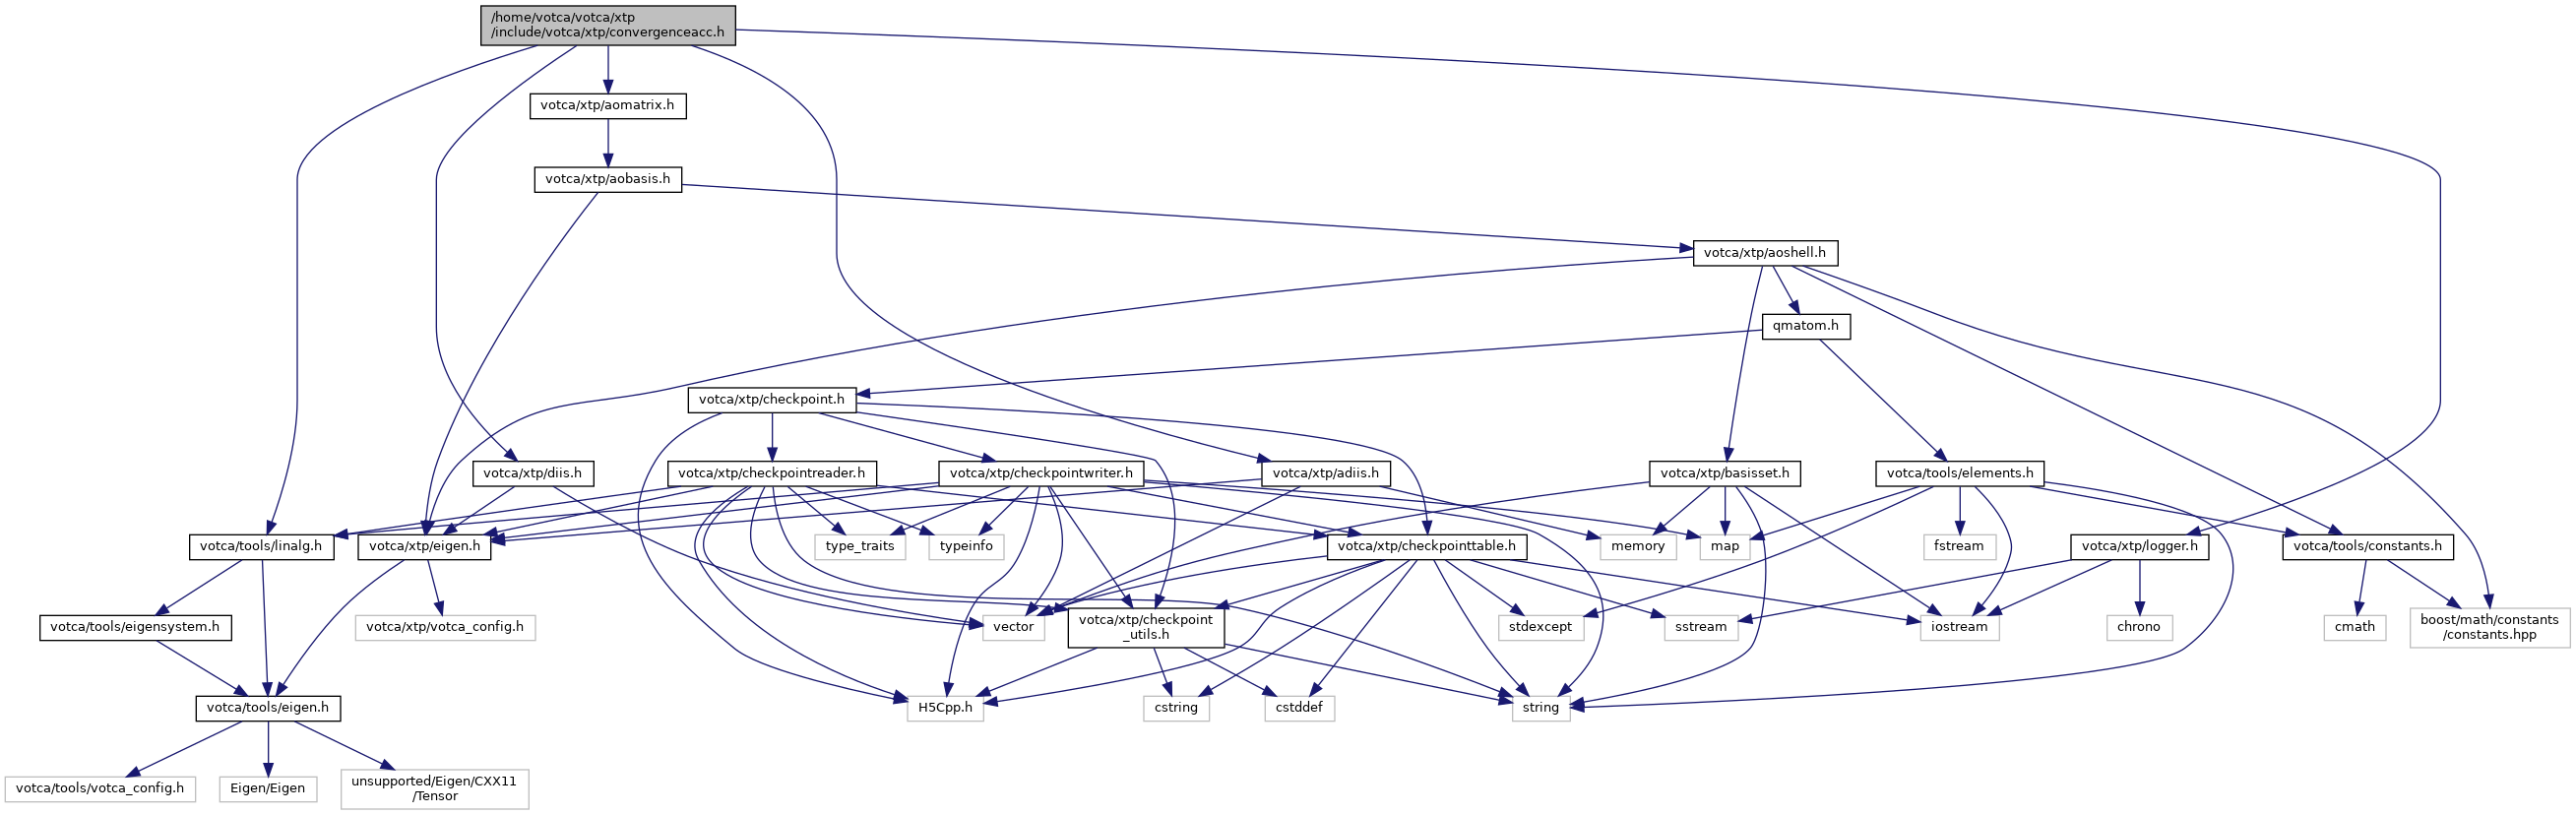 /home/votca/votca/xtp
/include/votca/xtp/convergenceacc.h
votca/xtp/aomatrix.h
votca/xtp/aobasis.h
votca/xtp/aoshell.h
qmatom.h
votca/xtp/checkpoint.h
votca/xtp/diis.h
votca/xtp/checkpointreader.h
votca/xtp/checkpointwriter.h
votca/xtp/adiis.h
votca/xtp/basisset.h
votca/tools/elements.h
votca/tools/linalg.h
votca/xtp/eigen.h
type_traits
typeinfo
votca/xtp/checkpointtable.h
memory
map
fstream
votca/xtp/logger.h
votca/tools/constants.h
votca/tools/eigensystem.h
votca/xtp/votca_config.h
vector
votca/xtp/checkpoint
_utils.h
stdexcept
sstream
iostream
chrono
cmath
boost/math/constants
/constants.hpp
votca/tools/eigen.h
H5Cpp.h
cstring
cstddef
string
votca/tools/votca_config.h
Eigen/Eigen
unsupported/Eigen/CXX11
/Tensor